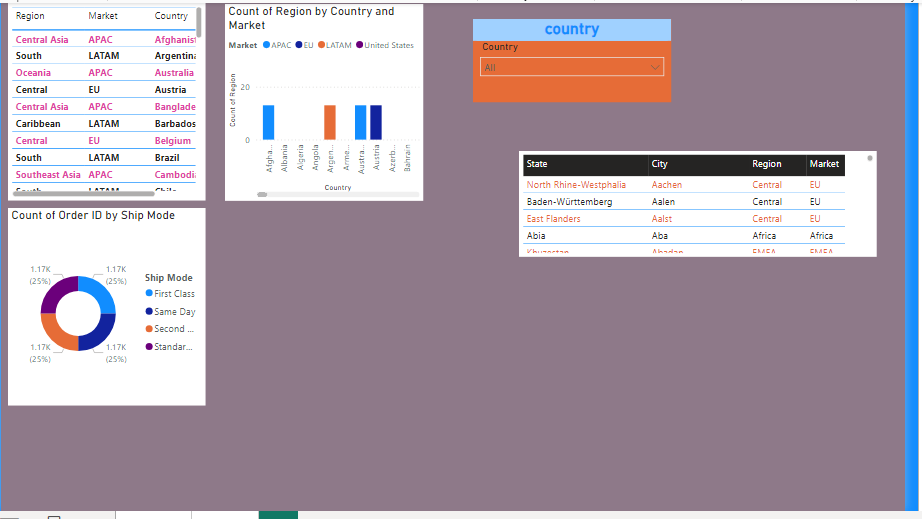 Region Market Country
Central Asia APAC Afghanist
South LATAM Argentina
Oceania APAC Australia
Central EU Austria
Central Asia APAC Banglade
Caribbean LATAM Barbados
Central EU Belgium
South LATAM Brazil
Southeast Asia APAC Cambodi
South LATAM Chile
Count of Region by Country and
Market
Market APAC EU LATAM United States
Count of Region
20
0
Afgha...
Albania
Algeria
Angola
Argen...
Arme...
Austra...
Austria
Azerb...
Bahrain
Country
country
Country
All
State City Region Market
North Rhine-Westphalia Aachen Central EU
Baden-Württemberg Aalen Central EU
East Flanders Aalst Central EU
Abia Aba Africa Africa
Khuzestan Abadan EMEA EMEA
Count of Order ID by Ship Mode
1.17K
(25%)
1.17K
(25%)
1.17K
(25%)
1.17K
(25%)
Ship Mode
First Class
Same Day
Second ...
Standar...